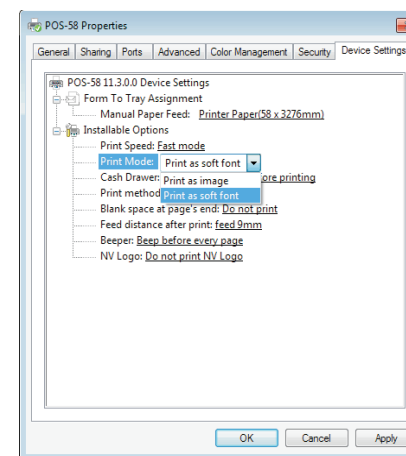 POS-58 Properties
General Sharing Ports Advanced Color Management Security Device Settings
POS-58 11.3.0.0 Device Settings
Form To Tray Assignment
Manual Paper Feed: Printer Paper(58 x 3276mm)
Installable Options
Print Speed: Fast mode
Print Mode: Print as soft font
Cash Drawer: Print as image ore printing
Print method Print as soft font
Blank space at page's end: Do not print
Feed distance after print: feed 9mm
Beeper: Beep before every page
NV Logo: Do not print NV Logo
OK Cancel Apply